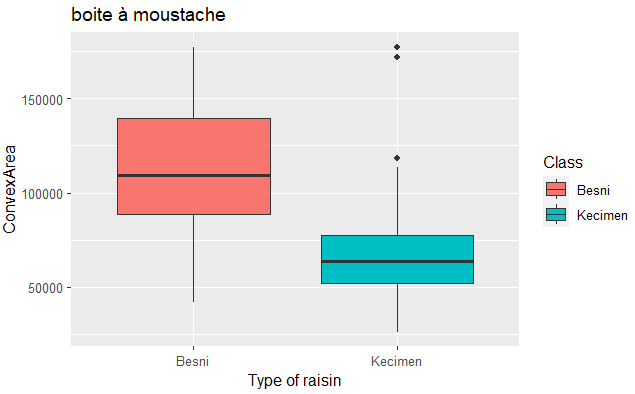 boite à moustache
ConvexArea
150000
100000
50000
Besni
Kecimen
Type of raisin
Class
Besni
Kecimen